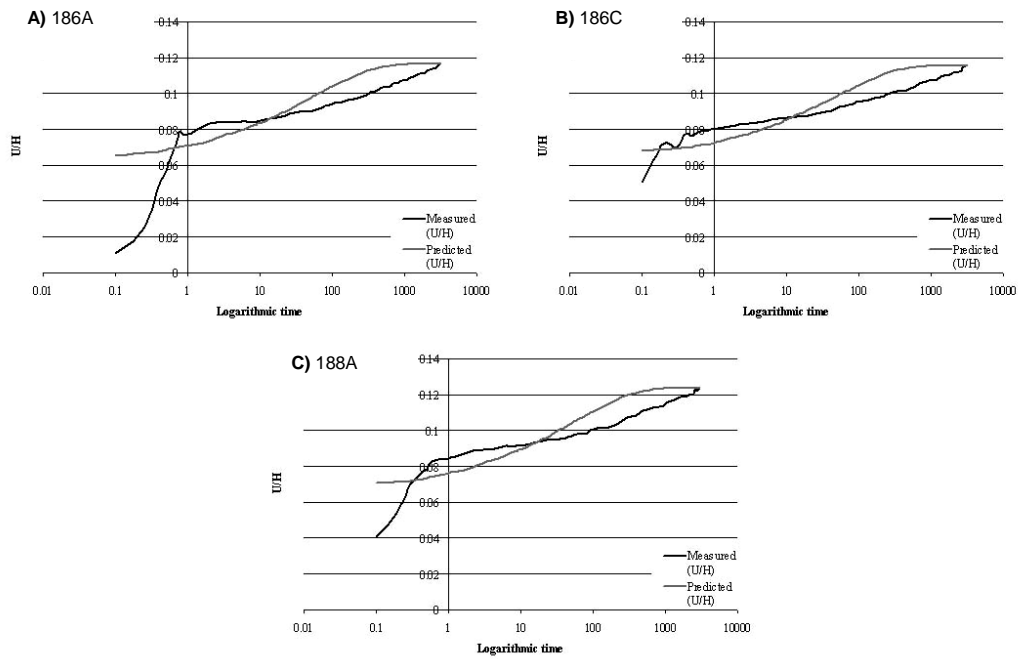 A) 186A
0.14
0.12
0.1
0.08
0.06
0.04
0.02
0
U/H
Measured
(U/H)
Predicted
(U/H)
0.01 0.1 1 10 100 1000 10000
Logarithmic time
B) 186C
0.14
0.12
0.1
0.08
0.06
0.04
0.02
0
U/H
Measured
(U/H)
Predicted
(U/H)
0.01 0.1 1 10 100 1000 10000
Logarithmic time
C) 188A
0.14
0.12
0.1
0.08
0.06
0.04
0.02
0
U/H
Measured
(U/H)
Predicted
(U/H)
0.01 0.1 1 10 100 1000 10000
Logarithmic time